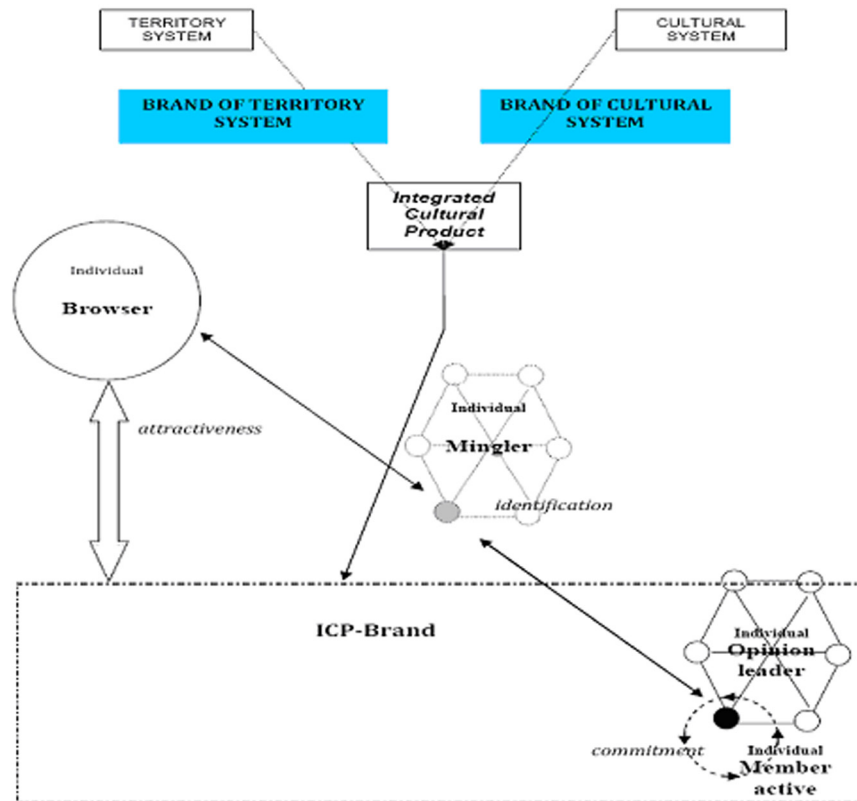 TERRITORY
SYSTEM
CULTURAL
SYSTEM
BRAND OF TERRITORY
SYSTEM
BRAND OF CULTURAL
SYSTEM
Integrated
Cultural
Product
Individual
Browser
attractiveness
Individual
Mingler
identification
ICP-Brand
Individual
Opinion
leader
commitment
Individual
Member
active